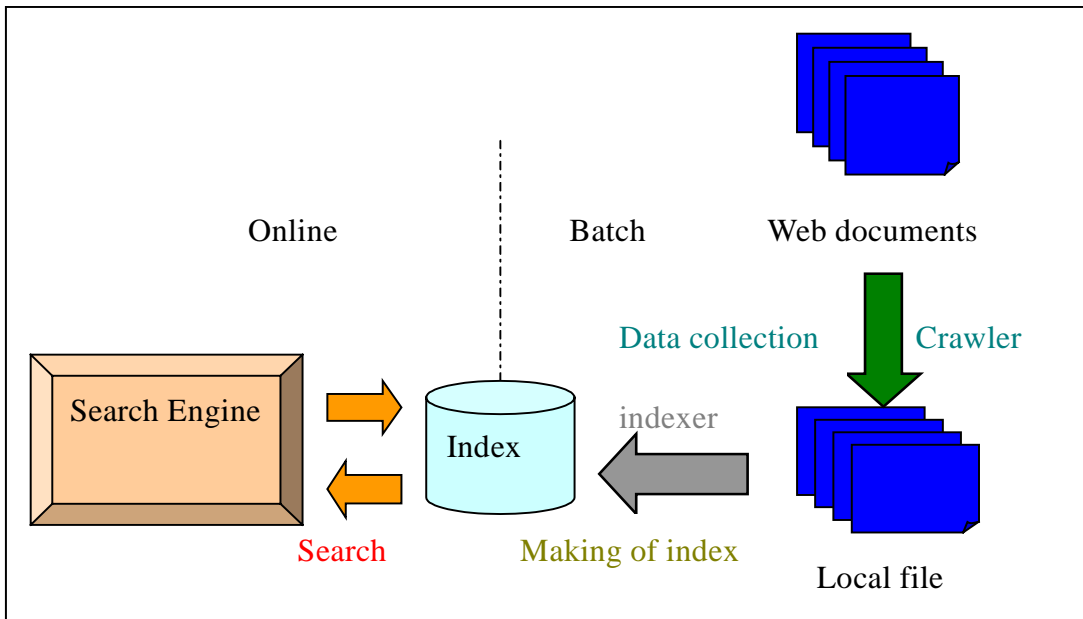 Online
Batch
Web documents
Data collection
Crawler
Search Engine
Index
indexer
Search
Making of index
Local file